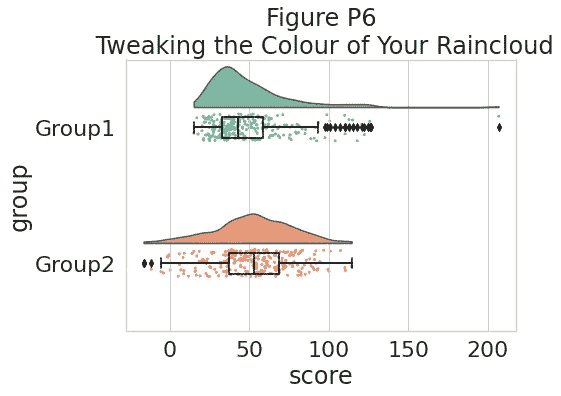 Figure P6
Tweaking the Colour of Your Raincloud
Group1
group
Group2
0 50 100 150 200
score